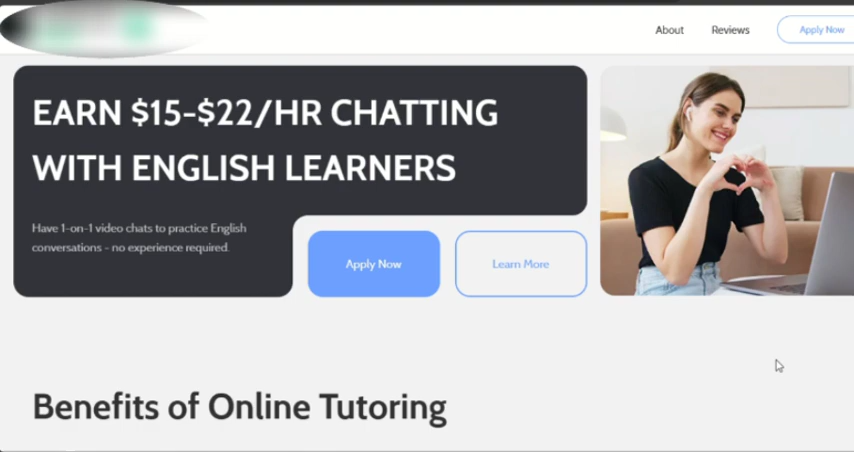 About Reviews Apply Now
EARN $15-$22/HR CHATTING
WITH ENGLISH LEARNERS
Have 1-on-1 video chats to practice English
conversations - no experience required.
Apply Now Learn More
Benefits of Online Tutoring